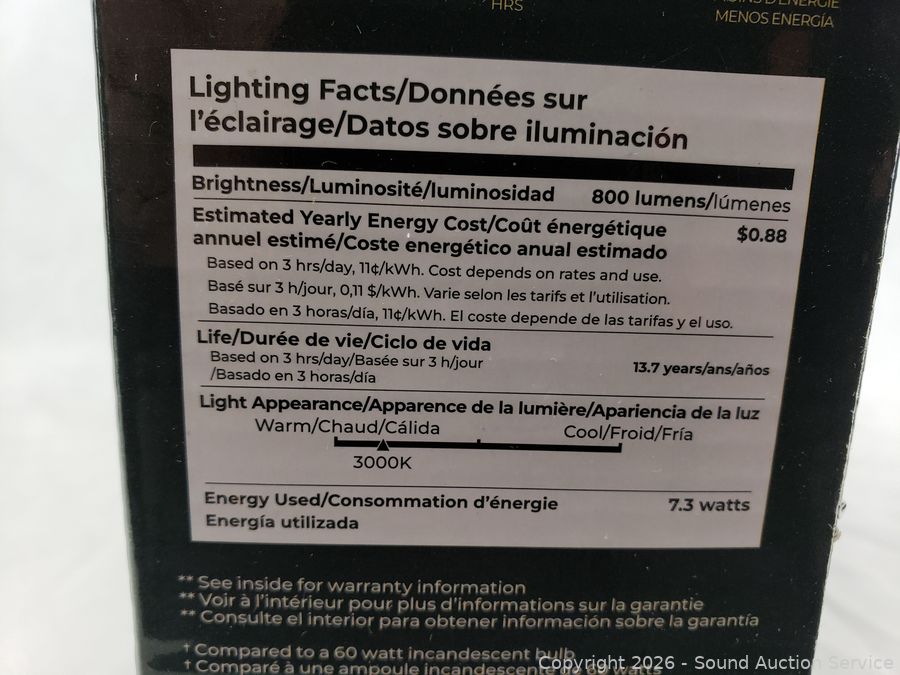 HRS
MENOS ENERGÍA
Lighting Facts/Données sur
l'éclairage/Datos sobre iluminación
Brightness/Luminosité/luminosidad 800 lumens/lúmenes
Estimated Yearly Energy Cost/Coût énergétique $0.88
annuel estimé/Coste energético anual estimado
Based on 3 hrs/day, 11¢/kWh. Cost depends on rates and use.
Basé sur 3 h/jour, 0,11 $/kWh. Varie selon les tarifs et l'utilisation.
Basado en 3 horas/día, 11¢/kWh. El coste depende de las tarifas y el uso.
Life/Durée de vie/Ciclo de vida
Based on 3 hrs/day/Basée sur 3 h/jour 13.7 years/ans/años
/Basado en 3 horas/día
Light Appearance/Apparence de la lumière/Apariencia de la luz
Warm/Chaud/Cálida Cool/Froid/Fría
3000K
Energy Used/Consommation d'énergie 7.3 watts
Energía utilizada
** See inside for warranty information
** Voir à l'intérieur pour plus d'informations sur la garantie
** Consulte el interior para obtener información sobre la garantía
† Compared to a 60 watt incandescent bulb
† Comparé à une ampoule incandescente de 60 watts
Copyright 2026 - Sound Auction Service